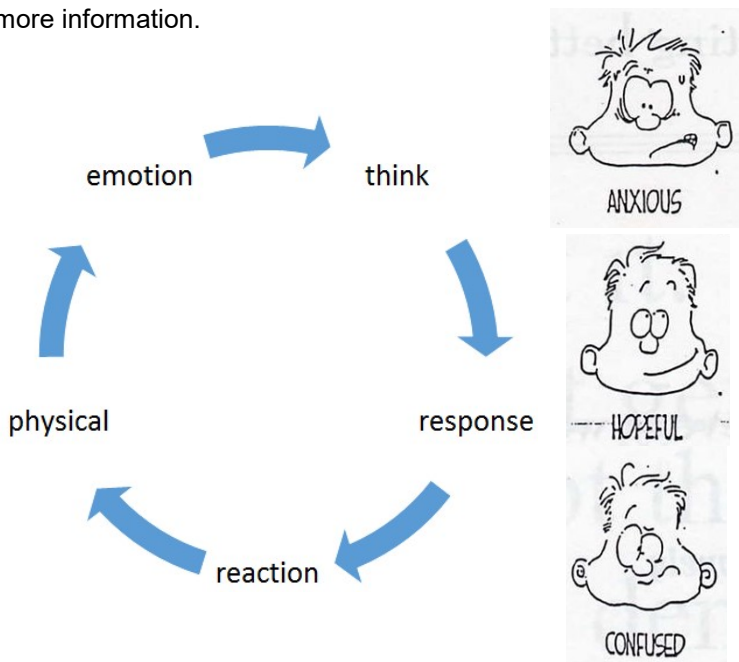 more information.
emotion
think
physical
response
reaction
ANXIOUS
HOPEFUL
CONFUSED